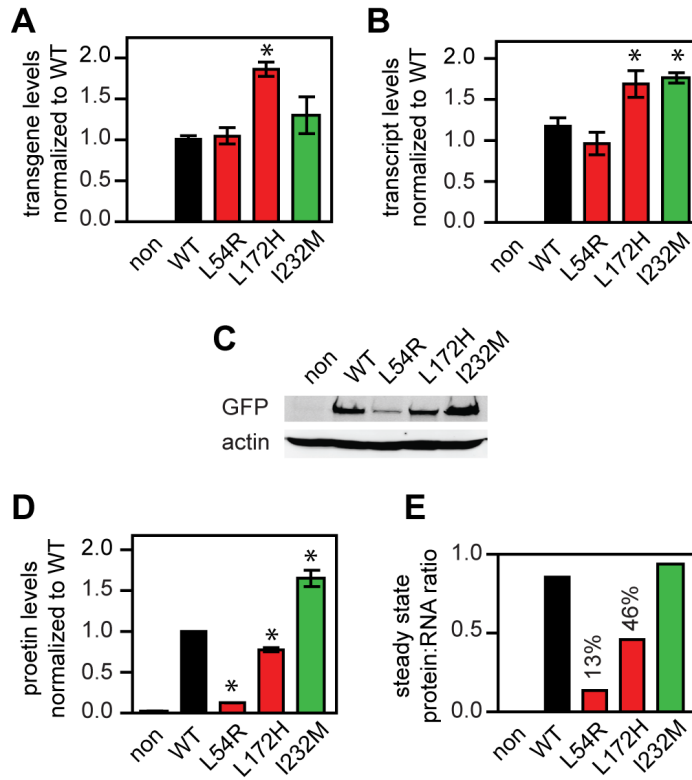 A
transgene levels
normalized to WT
2.0
1.5
1.0
0.5
0.0
*
non
WT
L54R
L172H
I232M
B
transcript levels
normalized to WT
2.0
1.5
1.0
0.5
0.0
*
*
non
WT
L54R
L172H
I232M
C
non
WT
L54R
L172H
I232M
GFP
actin
D
proetin levels
normalized to WT
2.0
1.5
1.0
0.5
0.0
*
*
*
non
WT
L54R
L172H
I232M
E
steady state
protein:RNA ratio
1.0
0.5
0
13%
46%
non
WT
L54R
L172H
I232M